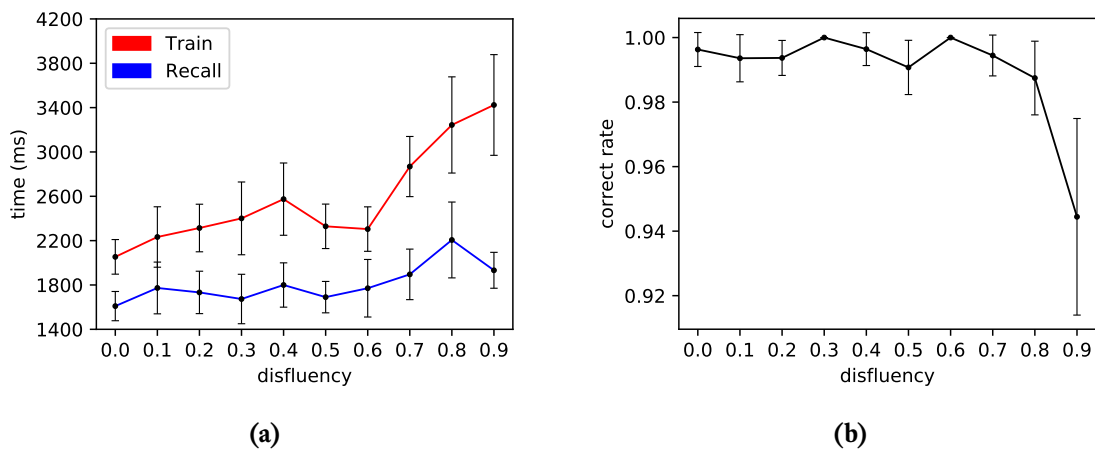 4200
3800
3400
3000
2600
2200
1800
1400
time (ms)
Train
Recall
0.0 0.1 0.2 0.3 0.4 0.5 0.6 0.7 0.8 0.9
disfluency
(a)
1.00
0.98
0.96
0.94
0.92
correct rate
0.0 0.1 0.2 0.3 0.4 0.5 0.6 0.7 0.8 0.9
disfluency
(b)